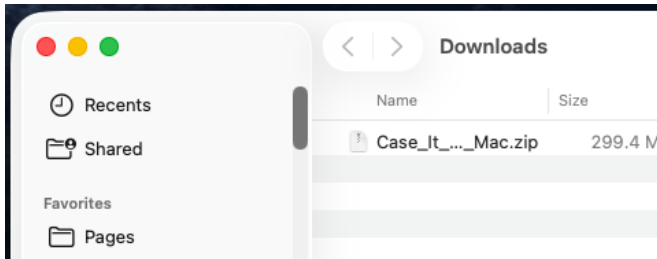 Downloads
Recents
Shared
Favorites
Pages
Name Size
Case_It_..._Mac.zip 299.4 M